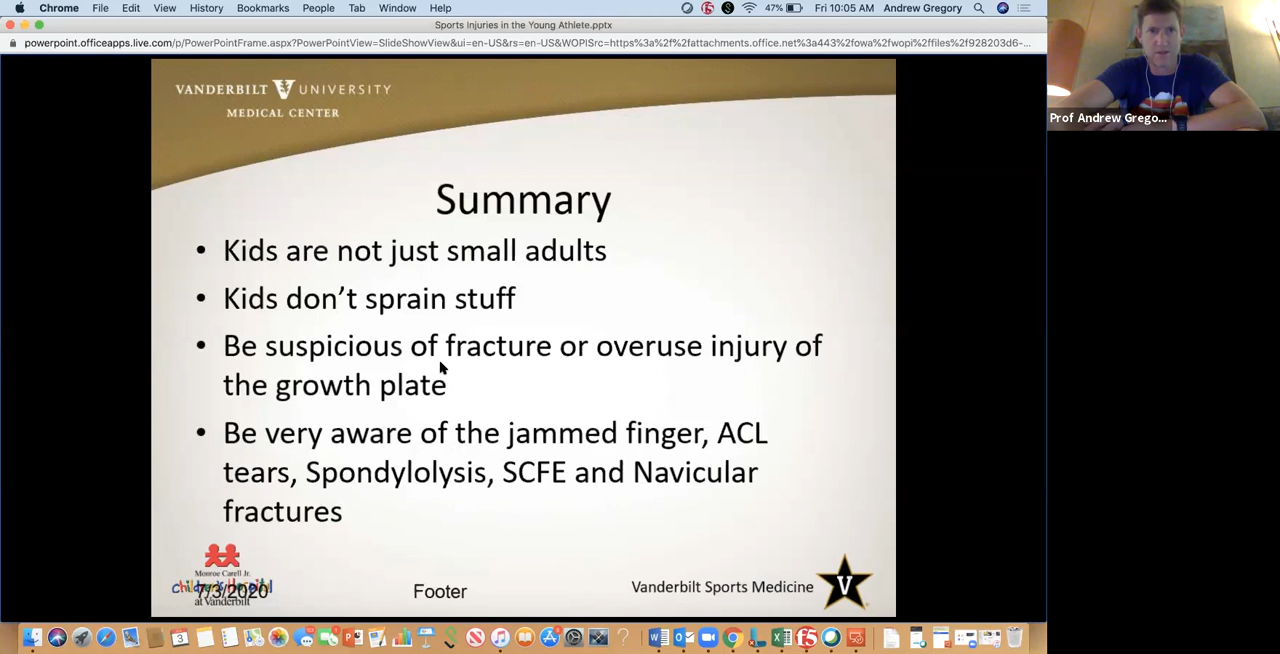 Chrome File Edit View History Bookmarks People Tab Window Help 47% Fri 10:05 AM Andrew Gregory
Sports Injuries in the Young Athlete.pptx
powerpoint.officeapps.live.com/p/PowerPointFrame.aspx?PowerPointView=SlideShowView&ui=en-US&rs=en-US&WOPISrc=https%3a%2f%2fattachments.office.net%3a443%2fowa%2fwopi%2ffiles%2f928203d6-...
Prof Andrew Grego...
VANDERBILT V UNIVERSITY
MEDICAL CENTER
Summary
• Kids are not just small adults
• Kids don’t sprain stuff
• Be suspicious of fracture or overuse injury of
the growth plate
• Be very aware of the jammed finger, ACL
tears, Spondylolysis, SCFE and Navicular
fractures
Monroe Carell Jr.
Children's Hospital
at Vanderbilt
7/3/2020
Footer
Vanderbilt Sports Medicine
V